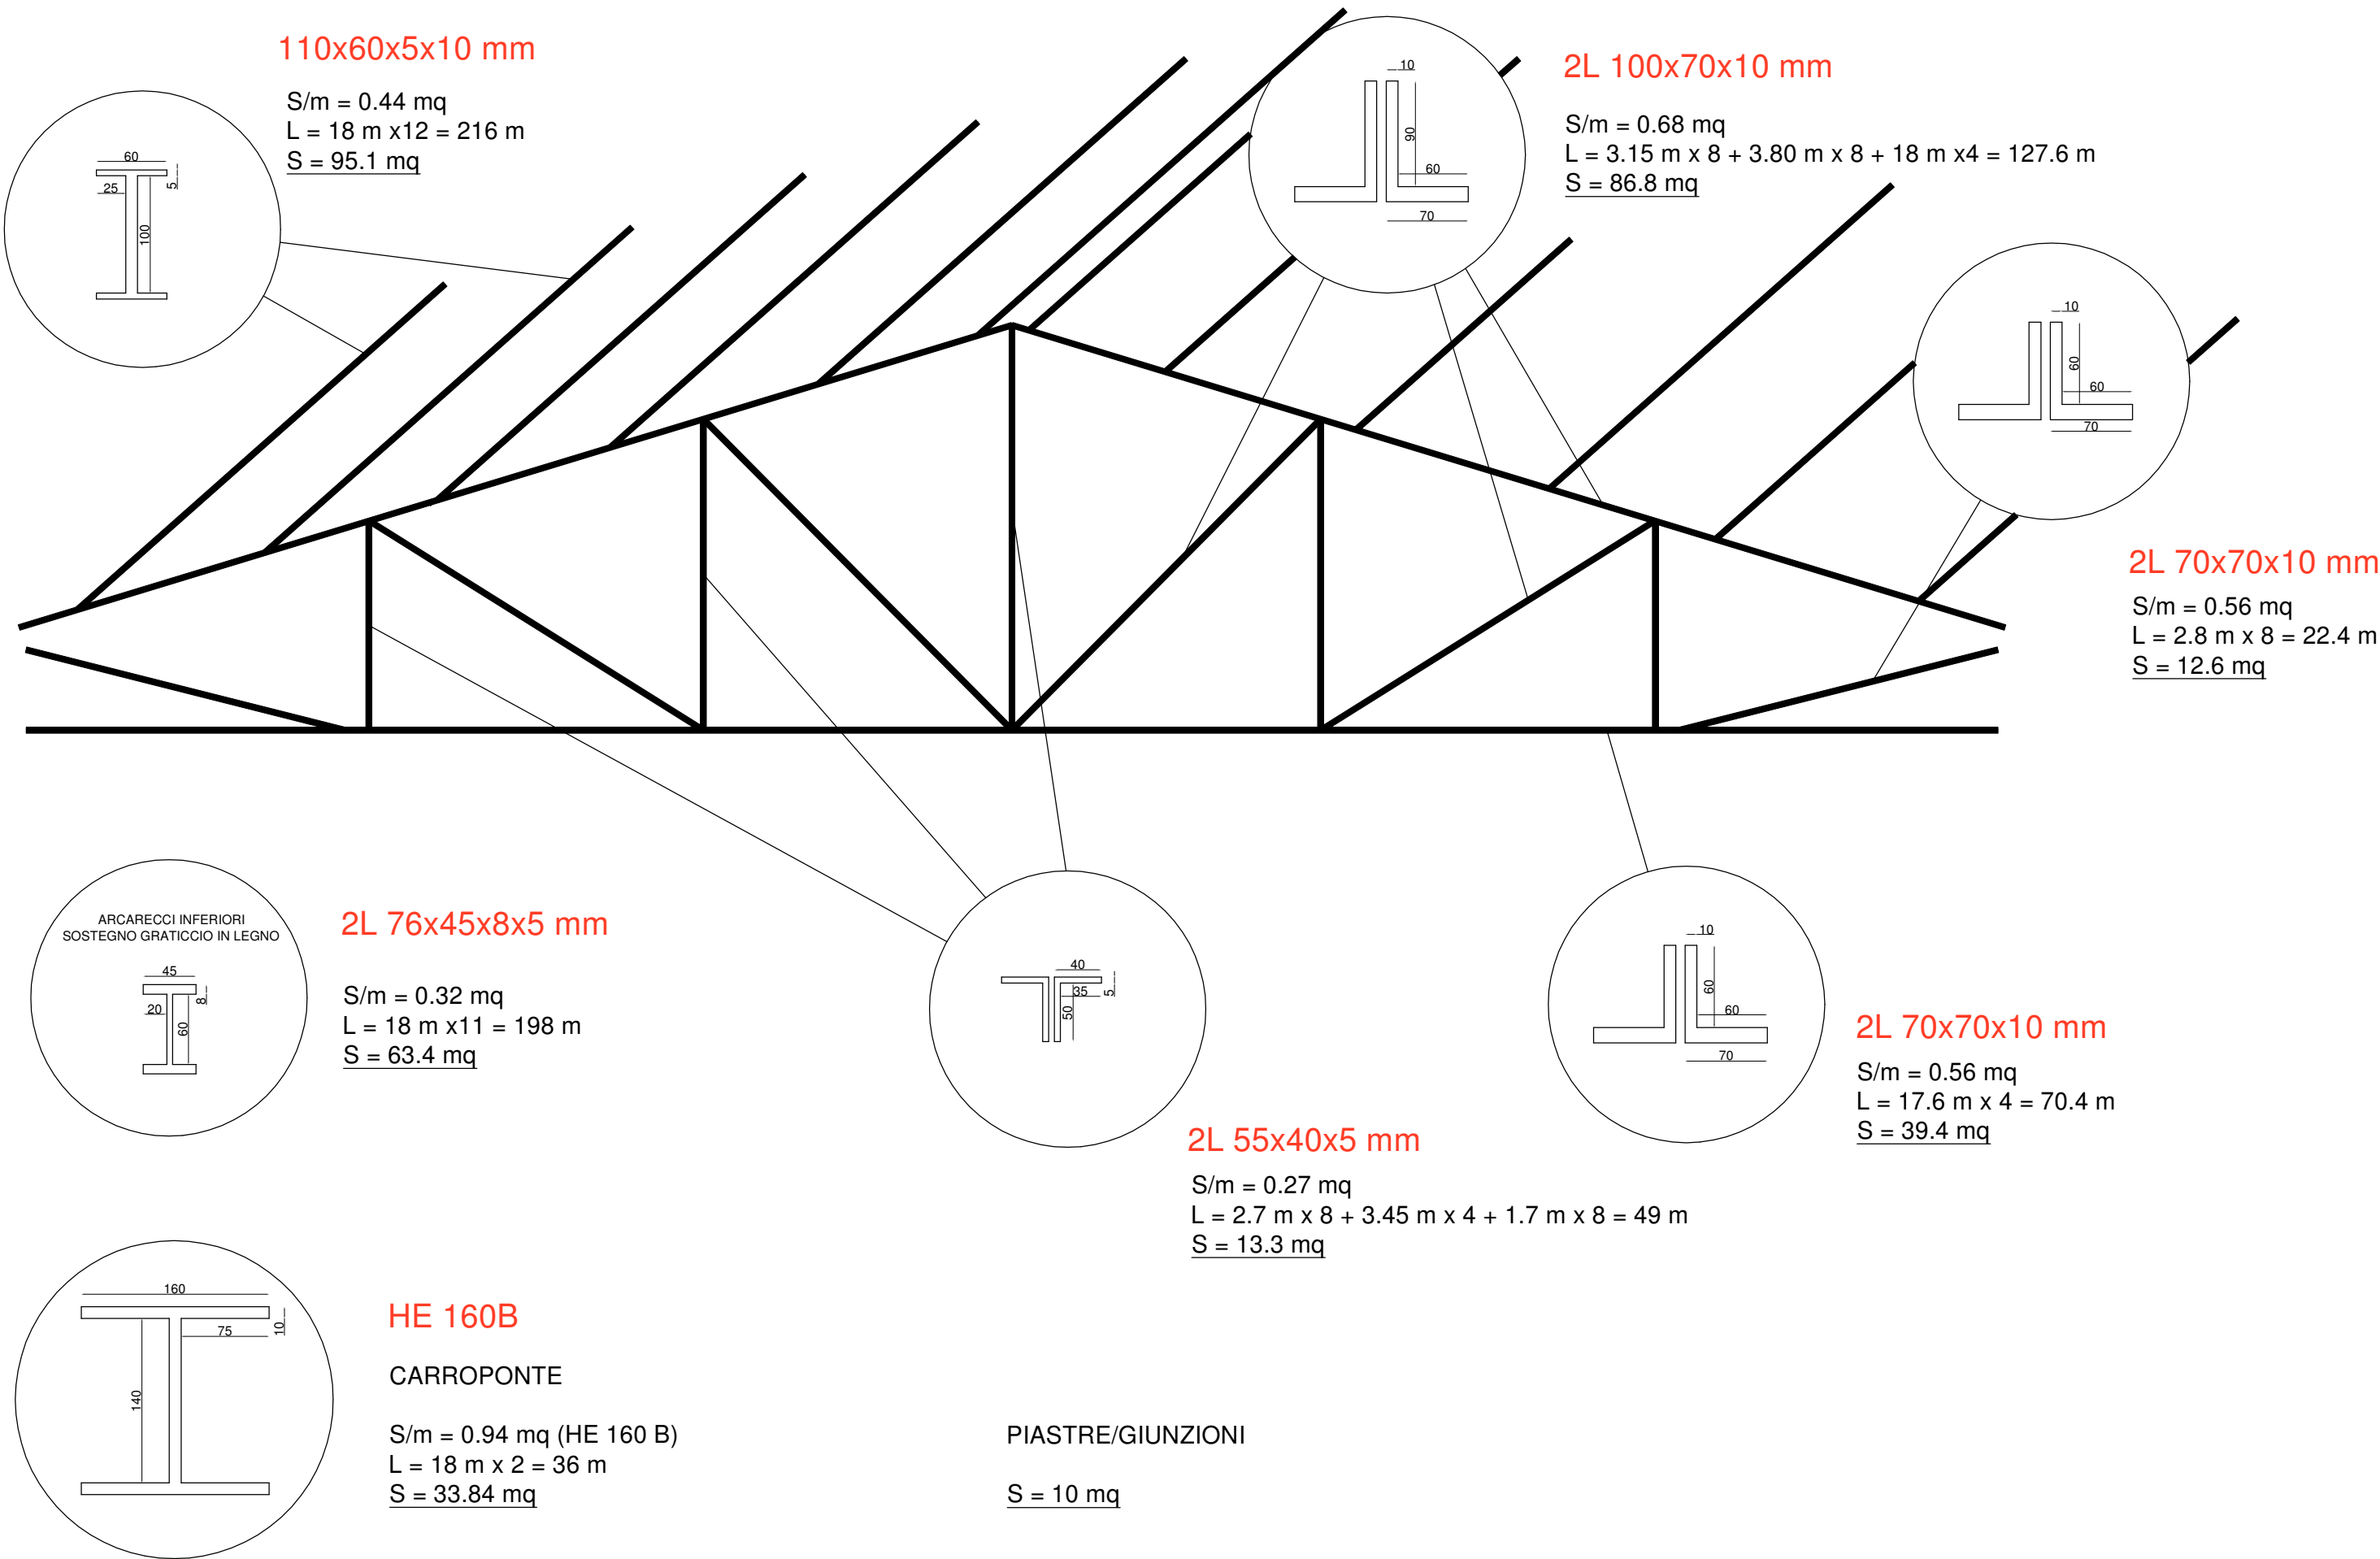 110x60x5x10 mm
S/m = 0.44 mq
L = 18 m x12 = 216 m
S = 95.1 mq
60
25
5
100
2L 100x70x10 mm
S/m = 0.68 mq
L = 3.15 m x 8 + 3.80 m x 8 + 18 m x4 = 127.6 m
S = 86.8 mq
10
90
60
70
10
60
60
70
2L 70x70x10 mm
S/m = 0.56 mq
L = 2.8 m x 8 = 22.4 m
S = 12.6 mq
ARCARECCI INFERIORI
SOSTEGNO GRATICCIO IN LEGNO
45
20
8
60
2L 76x45x8x5 mm
S/m = 0.32 mq
L = 18 m x11 = 198 m
S = 63.4 mq
40
35
5
50
2L 55x40x5 mm
S/m = 0.27 mq
L = 2.7 m x 8 + 3.45 m x 4 + 1.7 m x 8 = 49 m
S = 13.3 mq
10
60
60
70
2L 70x70x10 mm
S/m = 0.56 mq
L = 17.6 m x 4 = 70.4 m
S = 39.4 mq
160
75
10
140
HE 160B
CARROPONTE
S/m = 0.94 mq (HE 160 B)
L = 18 m x 2 = 36 m
S = 33.84 mq
PIASTRE/GIUNZIONI
S = 10 mq